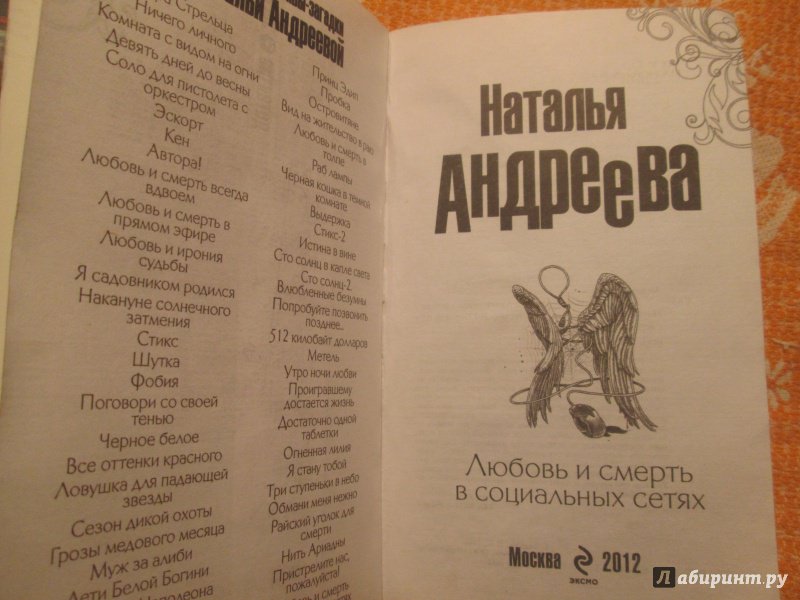 -загадки
Андреевой
Стрельца
Ничего личного
Комната с видом на огни
Девять дней до весны
Соло для пистолета с
оркестром
Эскорт
Кен
Автора!
Любовь и смерть всегда
вдвоем
Любовь и смерть в
прямом эфире
Любовь и ирония
судьбы
Я садовником родился
Накануне солнечного
затмения
Стикс
Шутка
Фобия
Поговори со своей
тенью
Черное белое
Все оттенки красного
Ловушка для падающей
звезды
Сезон дикой охоты
Грозы медового месяца
Муж за алиби
Дети Белой Богини
Наполеона
Принц Эдип
Пробка
Островитяне
Вид на жительство в раю
Любовь и смерть в
толпе
Раб лампы
Черная кошка в темной
комнате
Выдержка
Стикс-2
Истина в вине
Сто солнц в капле света
Сто солнц-2
Влюбленные безумны
Попробуйте позвонить
позднее..
512 килобайт долларов
Метель
Утро ночи любви
Проигравшему
достается жизнь
Достаточно одной
таблетки
Огненная лилия
Я стану тобой
Три ступеньки в небо
Обмани меня нежно
Райский уголок для
смерти
Нить Ариадны
Пристрелите нас,
пожалуйста!
Любовь и смерть
Наталья
Андреева
Любовь и смерть
в социальных сетях
Москва эксмо 2012
Лабиринт.ру